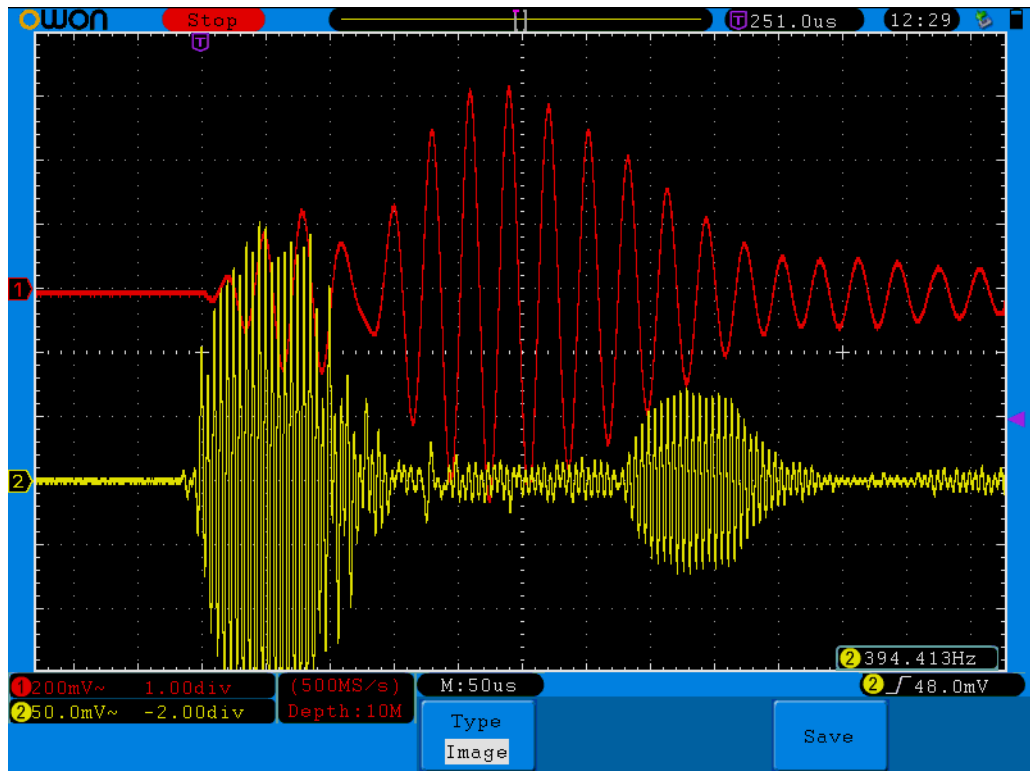 owon Stop T 251.0us 12:29
T
1
2
2 394.413Hz
1 200mV~ 1.00div (500MS/s) M:50us 2 48.0mV
2 50.0mV~ -2.00div Depth:10M
Type
Image
Save